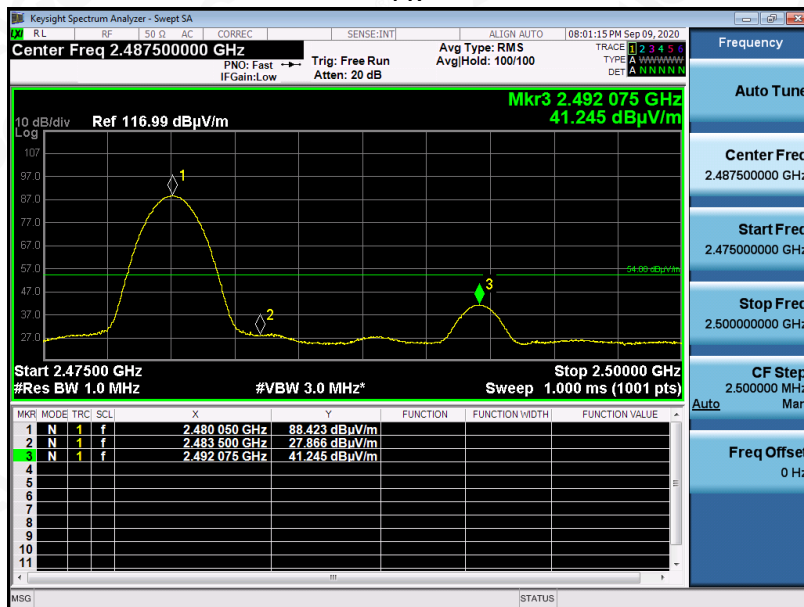 Keysight Spectrum Analyzer - Swept SA
RL RF 50 Ω AC CORREC SENSE:INT ALIGN AUTO 08:01:15 PM Sep 09, 2020
Center Freq 2.487500000 GHz
PNO: Fast
IFGain:Low
Trig: Free Run
Atten: 20 dB
Avg Type: RMS
Avg|Hold: 100/100
TRACE 1 2 3 4 5 6
TYPE A WWWWW
DET A N N N N N
Mkr3 2.492 075 GHz
41.245 dBµV/m
10 dB/div Ref 116.99 dBµV/m
Log
107
97.0
87.0
77.0
67.0
57.0
47.0
37.0
27.0
1
2
3
54.00 dBµV/m
Start 2.47500 GHz Stop 2.50000 GHz
#Res BW 1.0 MHz #VBW 3.0 MHz* Sweep 1.000 ms (1001 pts)
MKR MODE TRC SCL X Y FUNCTION FUNCTION WIDTH FUNCTION VALUE
1 N 1 f 2.480 050 GHz 88.423 dBµV/m
2 N 1 f 2.483 500 GHz 27.866 dBµV/m
3 N 1 f 2.492 075 GHz 41.245 dBµV/m
4
5
6
7
8
9
10
11
MSG STATUS
Frequency
Auto Tune
Center Freq
2.487500000 GHz
Start Freq
2.475000000 GHz
Stop Freq
2.500000000 GHz
CF Step
2.500000 MHz
Auto Man
Freq Offset
0 Hz